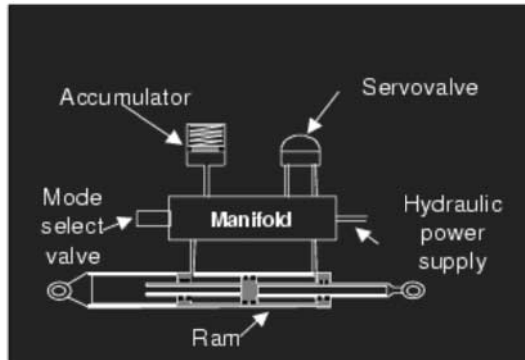 Accumulator
Servovalve
Mode
select
valve
Manifold
Hydraulic
power
supply
Ram